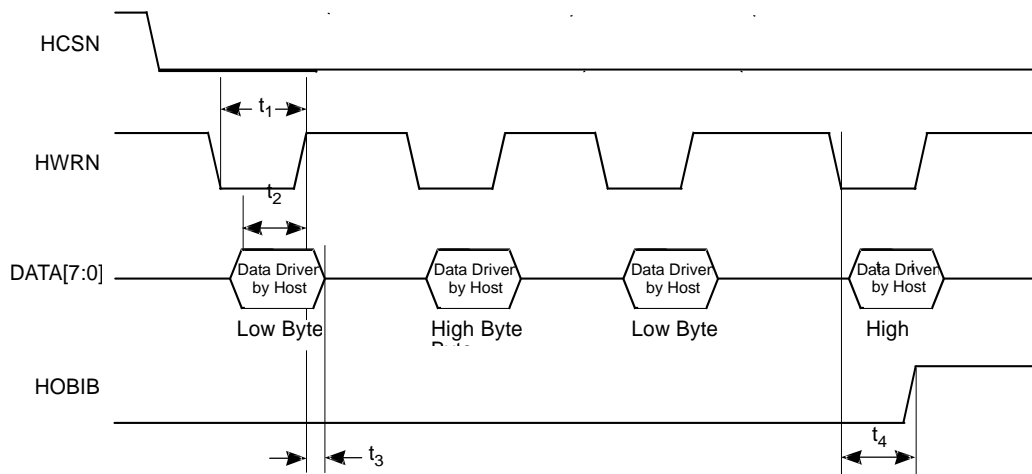 HCSN
t1
HWRN
t2
DATA[7:0]
Data Driver
by Host
Data Driver
by Host
Data Driver
by Host
Data Driver
by Host
Low Byte
High Byte
Low Byte
High
HOBIB
t3
t4